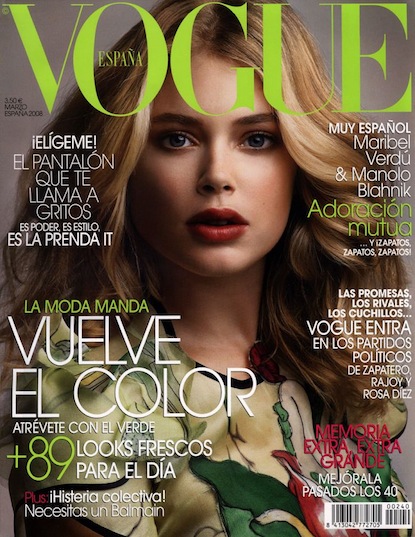 VOGUE
ESPAÑA
3,50 €
MARZO
ESPAÑA 2008
¡ELÍGEME!
EL PANTALÓN
QUE TE
LLAMA A
GRITOS
ES PODER, ES ESTILO,
ES LA PRENDA IT
MUY ESPAÑOL
Maribel
Verdú
& Manolo
Blahnik
Adoración
mutua
... Y ¡ZAPATOS,
ZAPATOS, ZAPATOS!
LA MODA MANDA
VUELVE
EL COLOR
ATRÉVETE CON EL VERDE
+89 LOOKS FRESCOS
PARA EL DÍA
Plus: ¡Histeria colectiva!
Necesitas un Balmain
LAS PROMESAS,
LOS RIVALES,
LOS CUCHILLOS...
VOGUE ENTRA
EN LOS PARTIDOS
POLÍTICOS
DE ZAPATERO,
RAJOY Y
ROSA DÍEZ
MEMORIA
EXTRA, EXTRA
GRANDE
MEJÓRALA
PASADOS LOS 40
00240
8 413042 772705